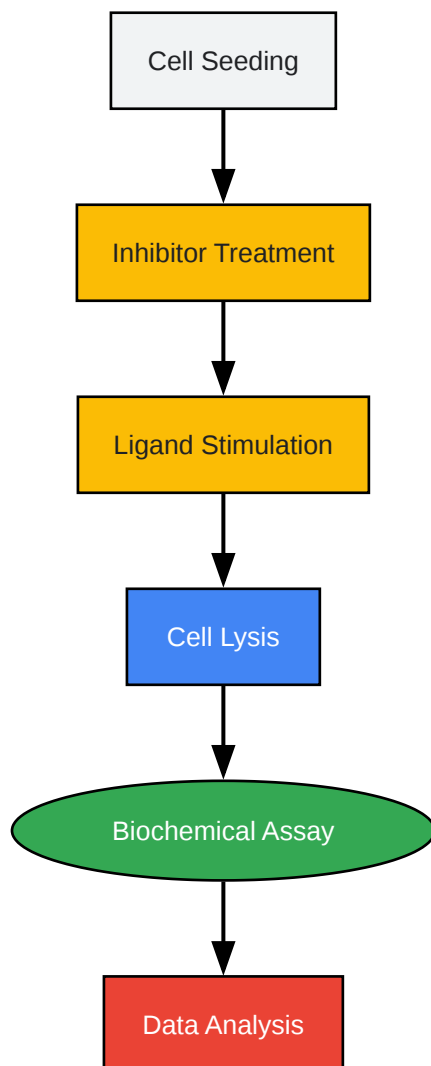 Cell Seeding
Inhibitor Treatment
Ligand Stimulation
Cell Lysis
Biochemical Assay
Data Analysis